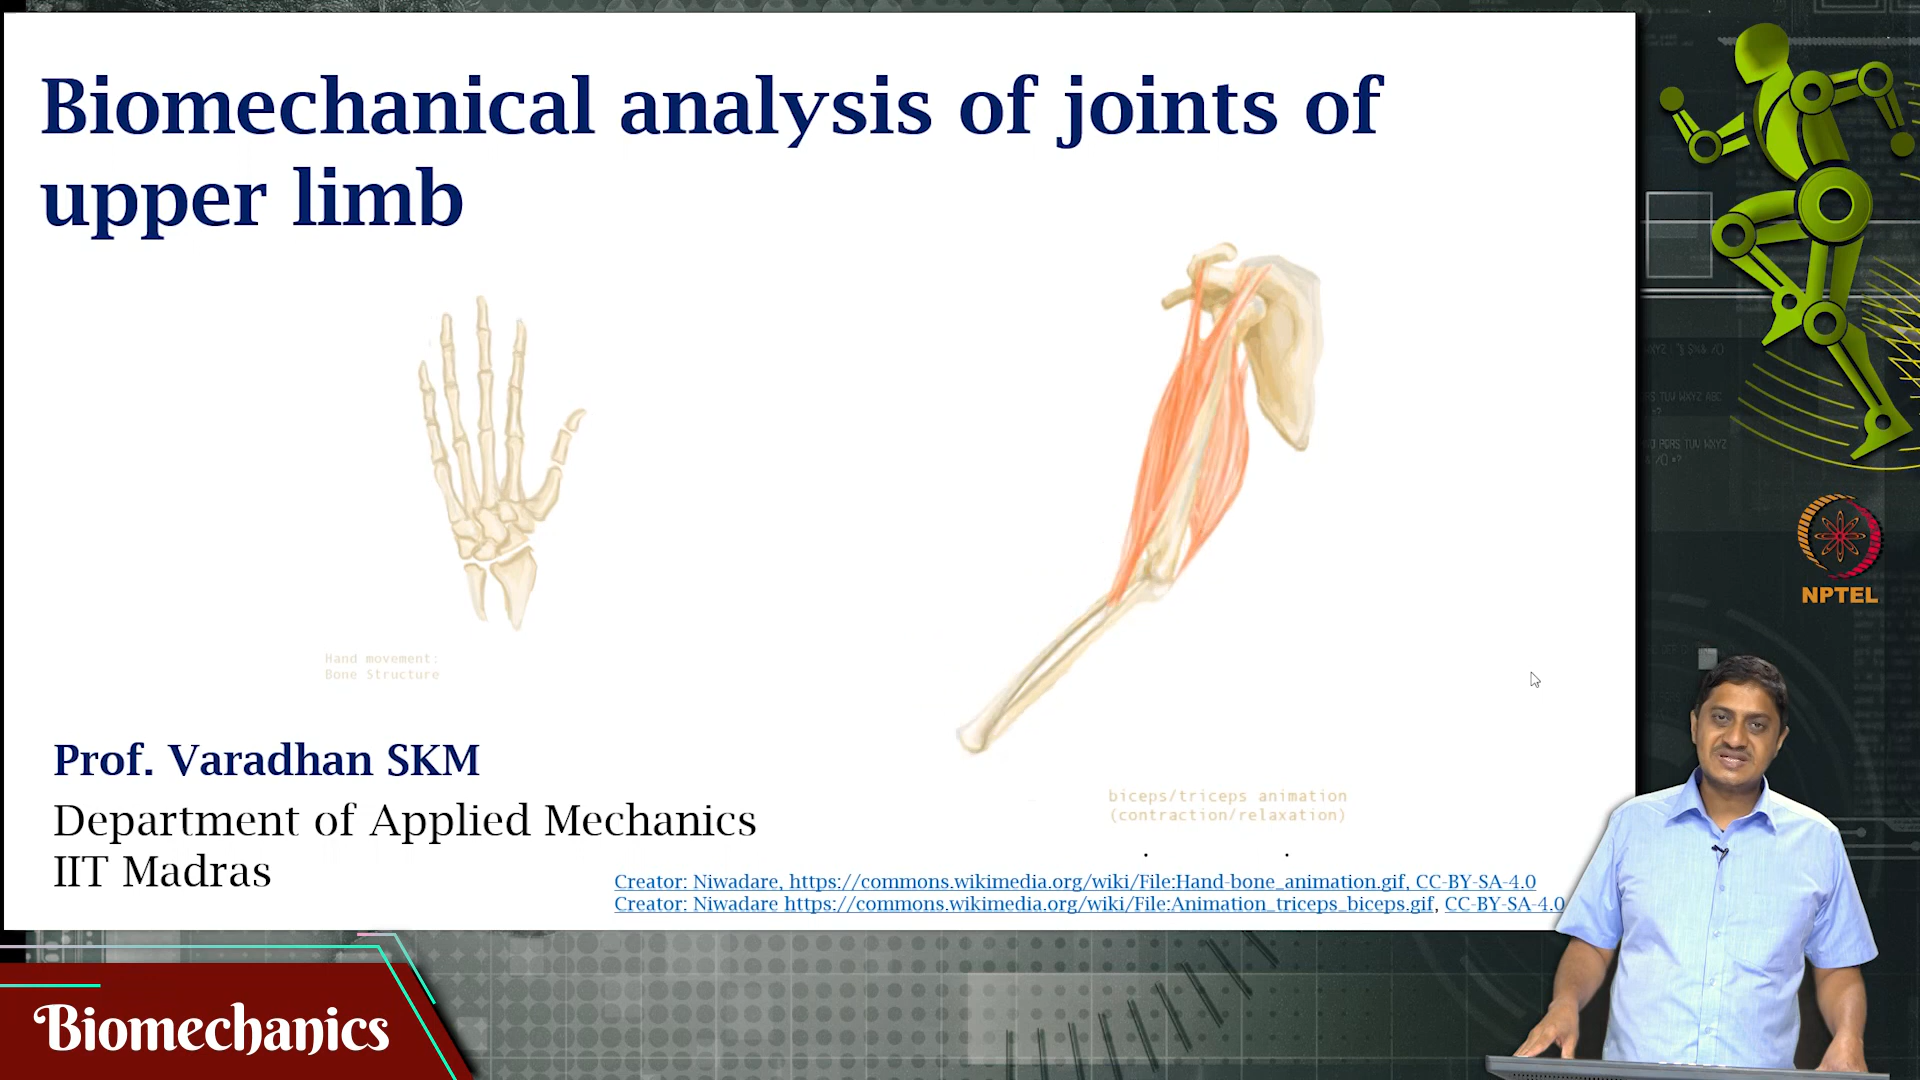 Biomechanical analysis of joints of
upper limb
Hand movement:
Bone Structure
biceps/triceps animation
(contraction/relaxation)
Prof. Varadhan SKM
Department of Applied Mechanics
IIT Madras
Creator: Niwadare, https://commons.wikimedia.org/wiki/File:Hand-bone_animation.gif, CC-BY-SA-4.0
Creator: Niwadare https://commons.wikimedia.org/wiki/File:Animation_triceps_biceps.gif, CC-BY-SA-4.0
NPTEL
Biomechanics